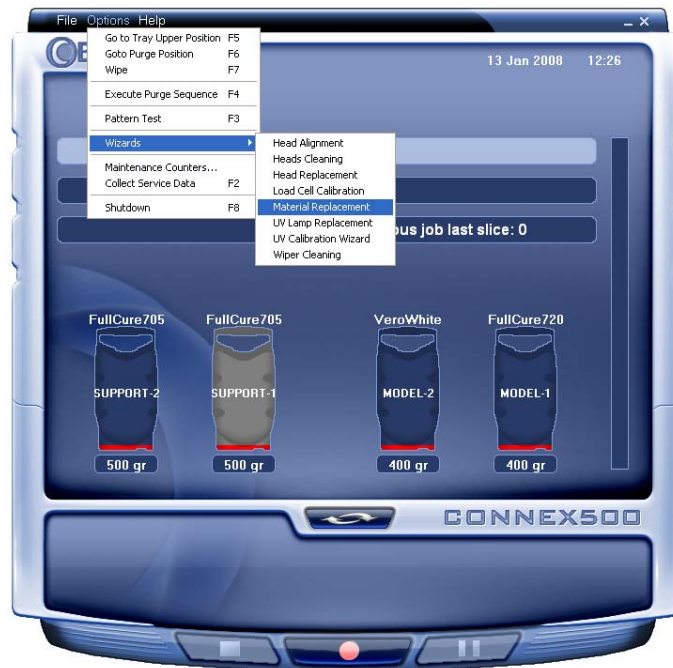 File Options Help
Go to Tray Upper Position F5
Goto Purge Position F6
Wipe F7
Execute Purge Sequence F4
Pattern Test F3
Wizards
Maintenance Counters...
Collect Service Data F2
Shutdown F8
Head Alignment
Heads Cleaning
Head Replacement
Load Cell Calibration
Material Replacement
UV Lamp Replacement
UV Calibration Wizard
Wiper Cleaning
13 Jan 2008 12:26
job last slice: 0
FullCure705 FullCure705 VeroWhite FullCure720
SUPPORT-2 SUPPORT-1 MODEL-2 MODEL-1
500 gr 500 gr 400 gr 400 gr
CONNEX500